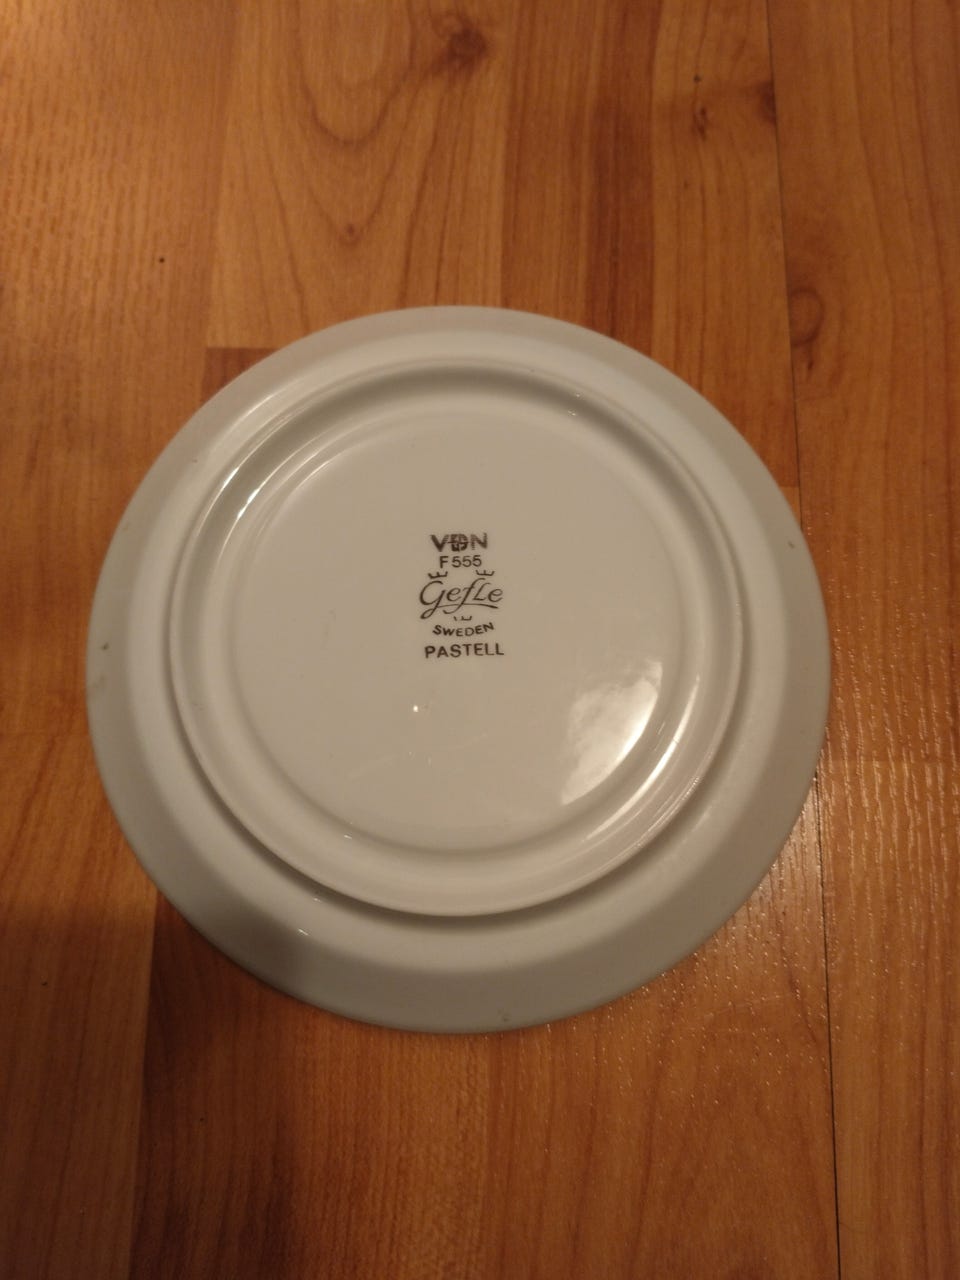 VDN
F555
Gefle
SWEDEN
PASTELL